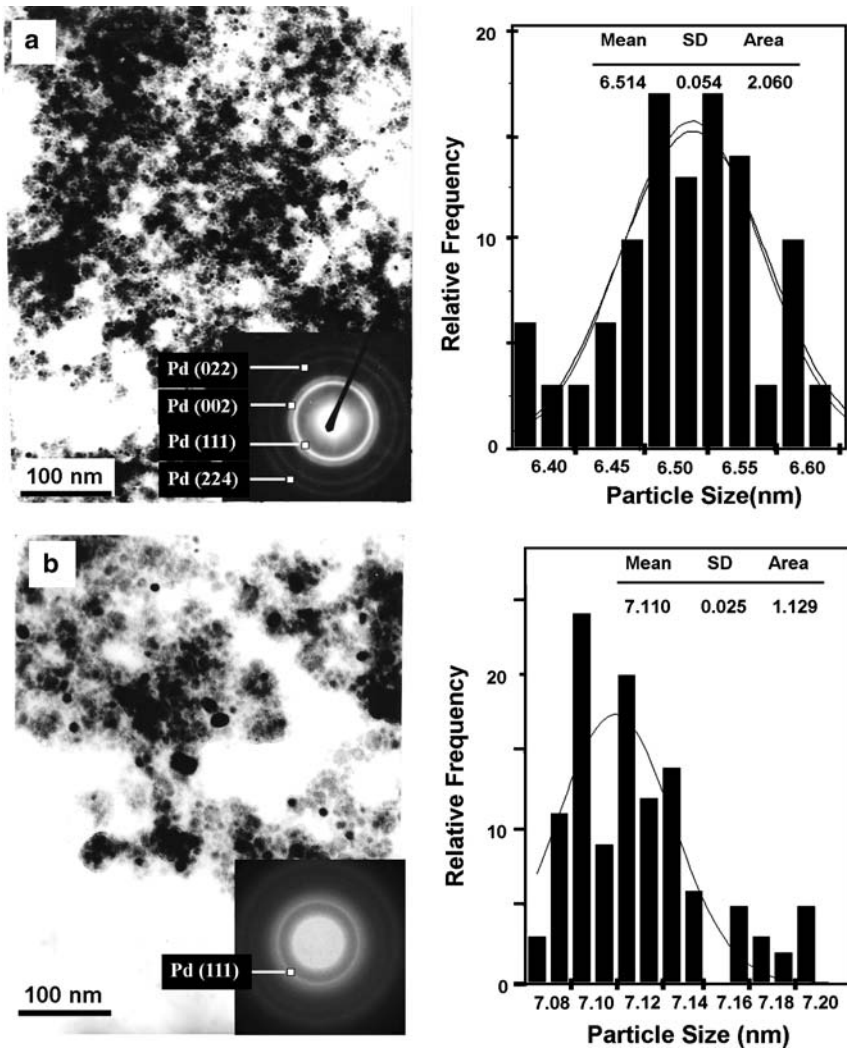 a
Pd (022)
Pd (002)
Pd (111)
Pd (224)
100 nm
20
Mean SD Area
6.514 0.054 2.060
Relative Frequency
10
0
6.40 6.45 6.50 6.55 6.60
Particle Size(nm)
b
Pd (111)
100 nm
Mean SD Area
7.110 0.025 1.129
Relative Frequency
20
10
0
7.08 7.10 7.12 7.14 7.16 7.18 7.20
Particle Size (nm)